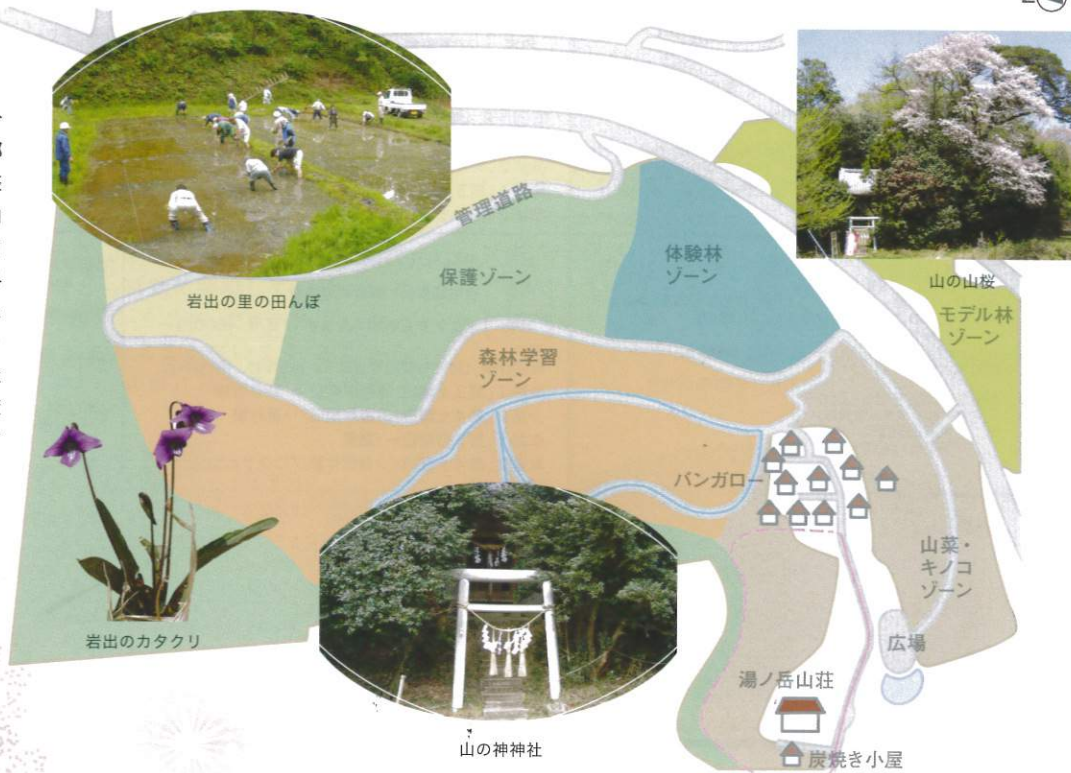 管理道路
体験林
ゾーン
保護ゾーン
岩出の里の田んぼ
山の山桜
モデル林
ゾーン
森林学習
ゾーン
バンガロー
山菜・
キノコ
ゾーン
岩出のカタクリ
広場
湯ノ岳山荘
山の神神社
炭焼き小屋